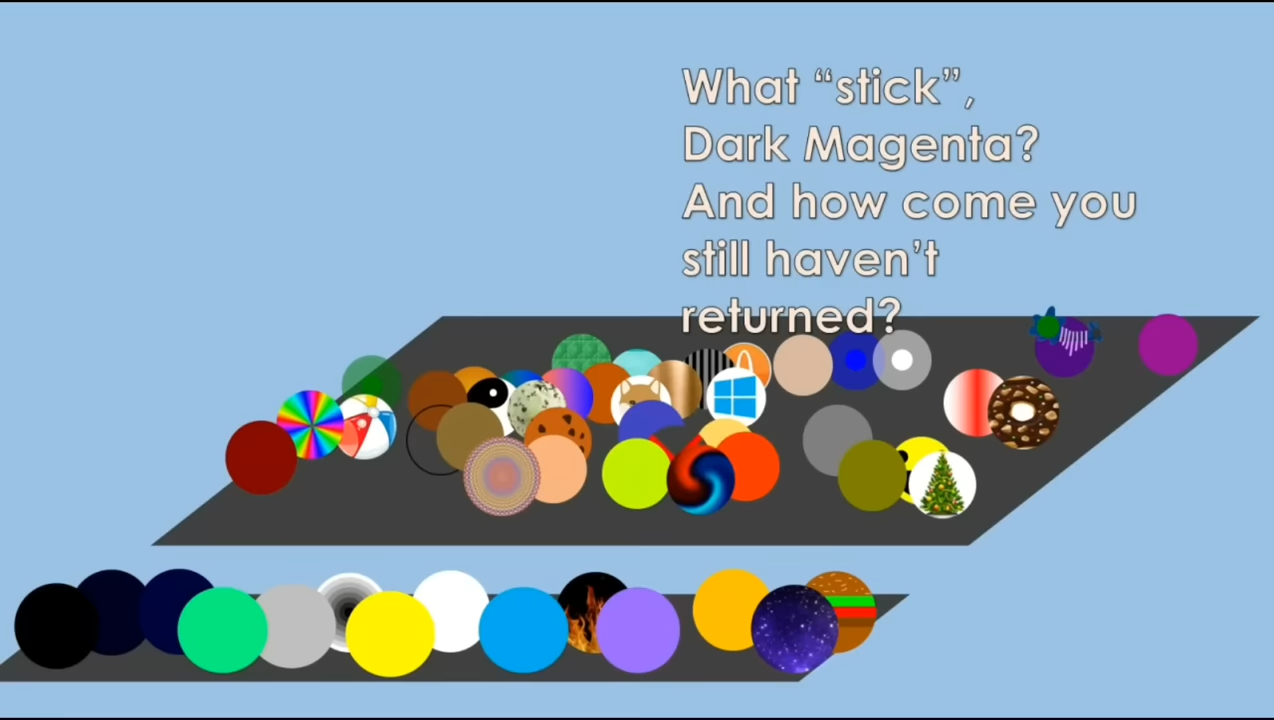 What “stick”,
Dark Magenta?
And how come you
still haven’t
returned?